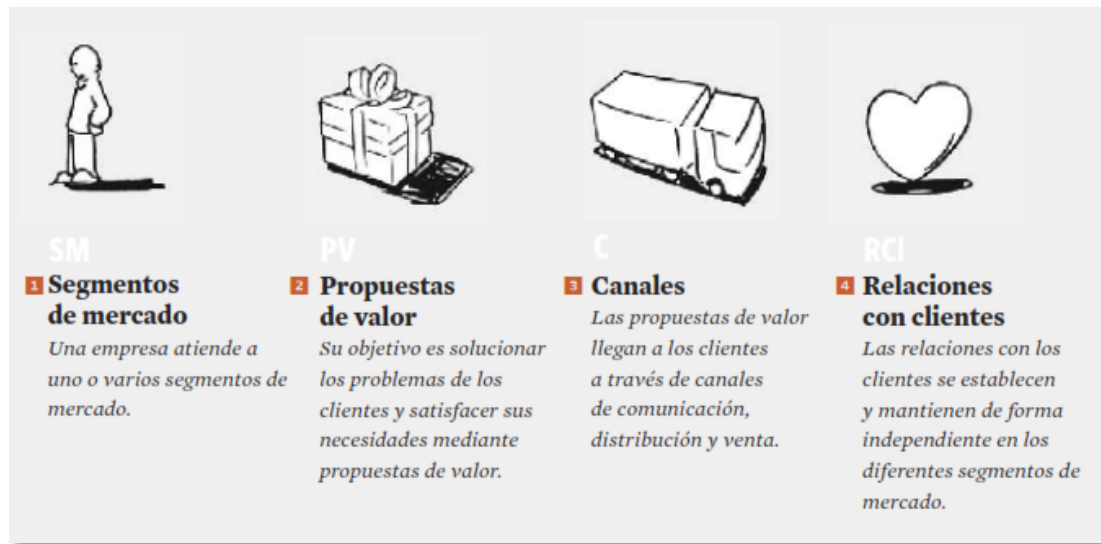 SM
1 Segmentos
de mercado
Una empresa atiende a
uno o varios segmentos de
mercado.
PV
2 Propuestas
de valor
Su objetivo es solucionar
los problemas de los
clientes y satisfacer sus
necesidades mediante
propuestas de valor.
C
3 Canales
Las propuestas de valor
llegan a los clientes
a través de canales
de comunicación,
distribución y venta.
RCl
4 Relaciones
con clientes
Las relaciones con los
clientes se establecen
y mantienen de forma
independiente en los
diferentes segmentos de
mercado.